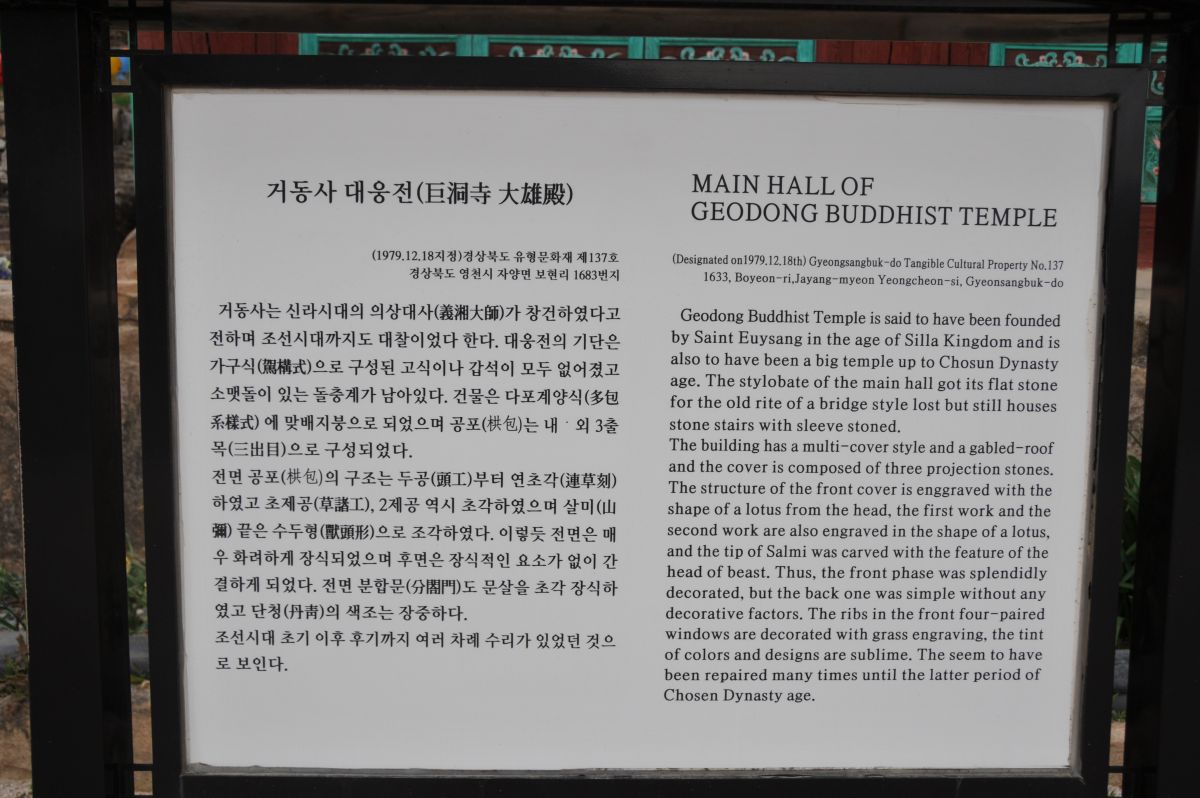 거동사 대웅전(巨洞寺 大雄殿)
(1979.12.18지정)경상북도 유형문화재 제137호
경상북도 영천시 자양면 보현리 1683번지
거동사는 신라시대의 의상대사(義湘大師)가 창건하였다고
전하며 조선시대까지도 대찰이었다 한다. 대웅전의 기단은
가구식(駕構式)으로 구성된 고식이나 갑석이 모두 없어졌고
소맷돌이 있는 돌충계가 남아있다. 건물은 다포계양식(多包
系樣式) 에 맞배지붕으로 되었으며 공포(栱包)는 내ㆍ외 3출
목(三出目)으로 구성되었다.
전면 공포(栱包)의 구조는 두공(頭工)부터 연초각(連草刻)
하였고 초제공(草諸工), 2제공 역시 초각하였으며 살미(山
彌) 끝은 수두형(獸頭形)으로 조각하였다. 이렇듯 전면은 매
우 화려하게 장식되었으며 후면은 장식적인 요소가 없이 간
결하게 되었다. 전면 분합문(分閤門)도 문살을 초각 장식하
였고 단청(丹靑)의 색조는 장중하다.
조선시대 초기 이후 후기까지 여러 차례 수리가 있었던 것으
로 보인다.
MAIN HALL OF
GEODONG BUDDHIST TEMPLE
(Designated on1979.12.18th) Gyeongsangbuk-do Tangible Cultural Property No.137
1633, Boyeon-ri,Jayang-myeon Yeongcheon-si, Gyeonsangbuk-do
Geodong Buddhist Temple is said to have been founded
by Saint Euysang in the age of Silla Kingdom and is
also to have been a big temple up to Chosun Dynasty
age. The stylobate of the main hall got its flat stone
for the old rite of a bridge style lost but still houses
stone stairs with sleeve stoned.
The building has a multi-cover style and a gabled-roof
and the cover is composed of three projection stones.
The structure of the front cover is enggraved with the
shape of a lotus from the head, the first work and the
second work are also engraved in the shape of a lotus,
and the tip of Salmi was carved with the feature of the
head of beast. Thus, the front phase was splendidly
decorated, but the back one was simple without any
decorative factors. The ribs in the front four-paired
windows are decorated with grass engraving, the tint
of colors and designs are sublime. The seem to have
been repaired many times until the latter period of
Chosen Dynasty age.